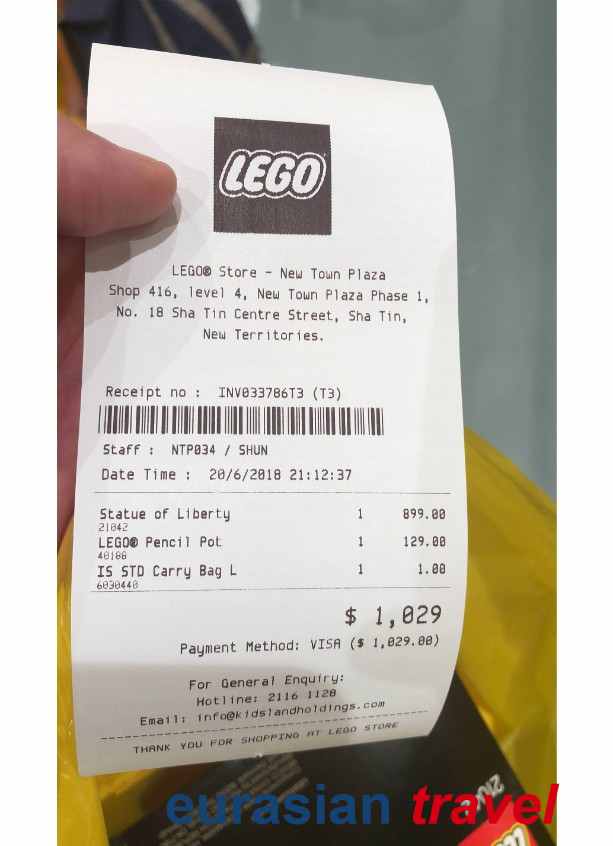 LEGO
LEGO® Store - New Town Plaza
Shop 416, level 4, New Town Plaza Phase 1,
No. 18 Sha Tin Centre Street, Sha Tin,
New Territories.
Receipt no : INV033786T3 (T3)
Staff : NTP034 / SHUN
Date Time : 20/6/2018 21:12:37
Statue of Liberty 1 899.00
21042
LEGO® Pencil Pot 1 129.00
40188
IS STD Carry Bag L 1 1.00
6030440
$ 1,029
Payment Method: VISA ($ 1,029.00)
For General Enquiry:
Hotline: 2116 1128
Email: info@kidslandholdings.com
THANK YOU FOR SHOPPING AT LEGO STORE
eurasian travel